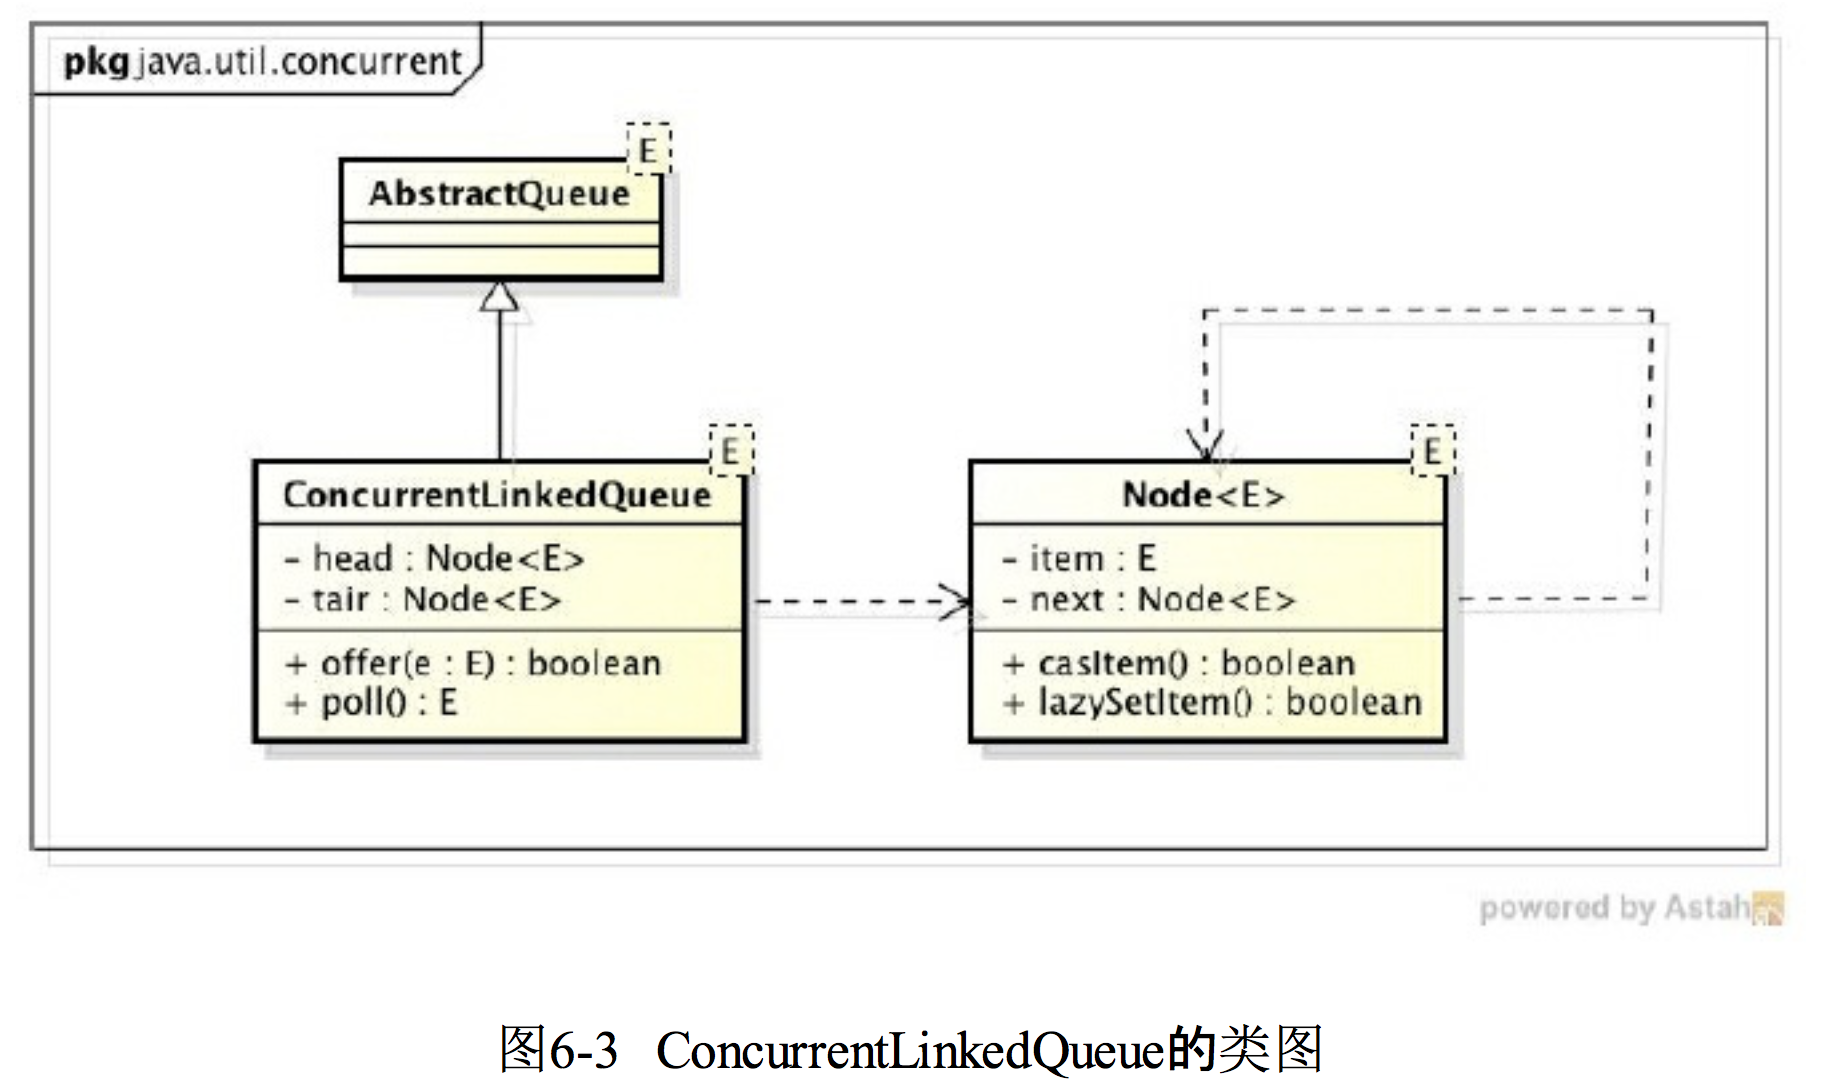 pkg java.util.concurrent
E
AbstractQueue
E
ConcurrentLinkedQueue
- head : Node<E>
- tair : Node<E>
+ offer(e : E) : boolean
+ poll() : E
E
Node<E>
- item : E
- next : Node<E>
+ casItem() : boolean
+ lazySetItem() : boolean
powered by Astah
图6-3 ConcurrentLinkedQueue的类图